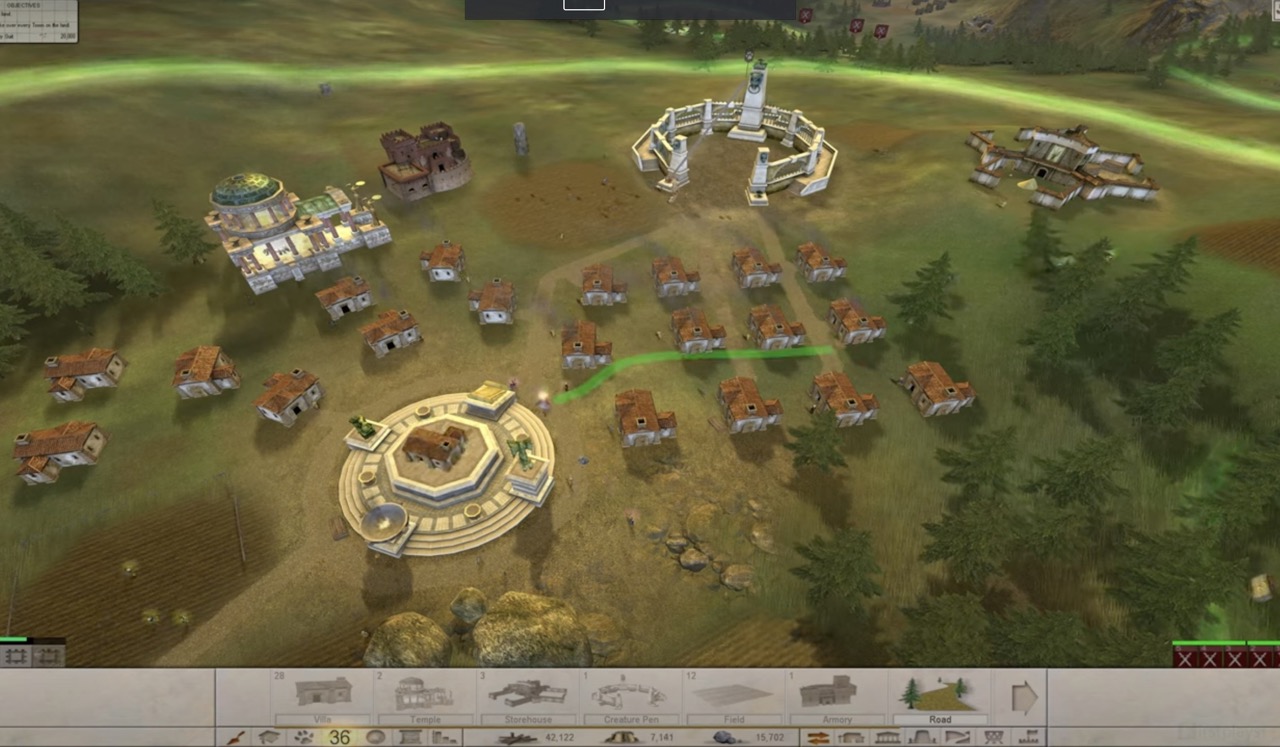 OBJECTIVES
28
2
3
1
12
1
Villa
Temple
Storehouse
Creature Pen
Field
Armory
Road
36
42,122
7,141
15,702